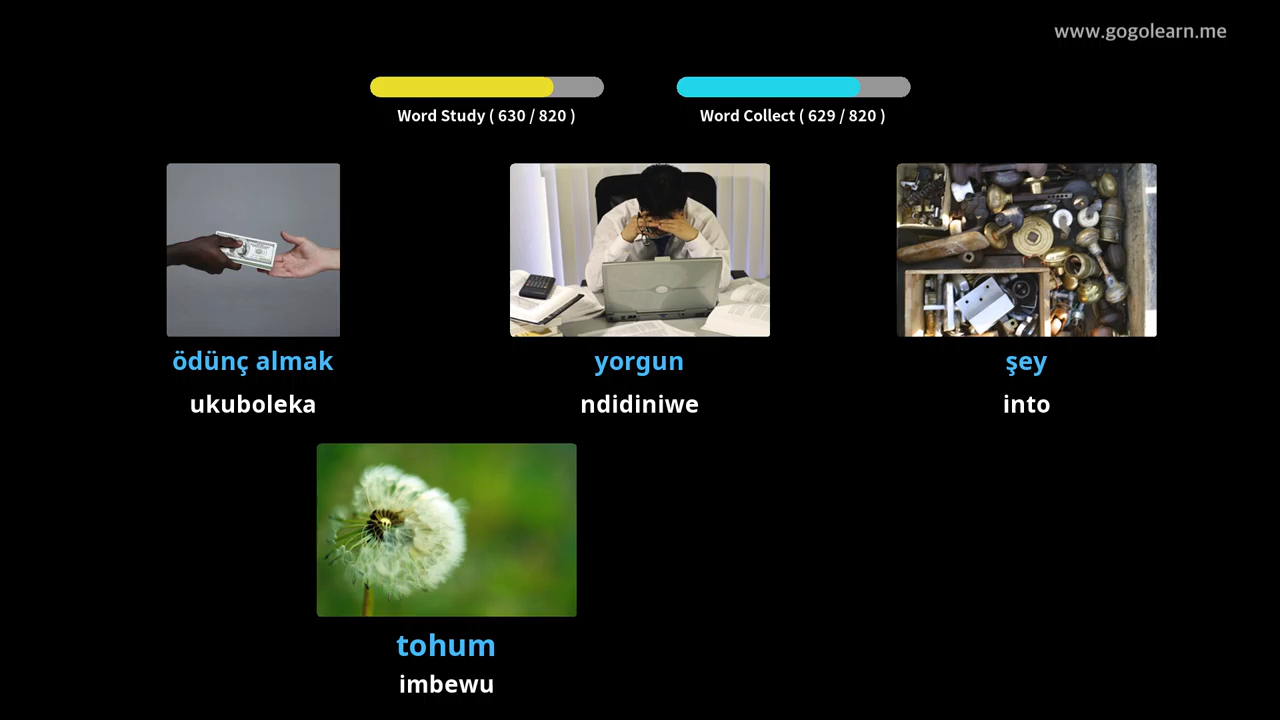 www.gogolearn.me
Word Study ( 630 / 820 )
Word Collect ( 629 / 820 )
ödünç almak
ukuboleka
yorgun
ndidiniwe
şey
into
tohum
imbewu